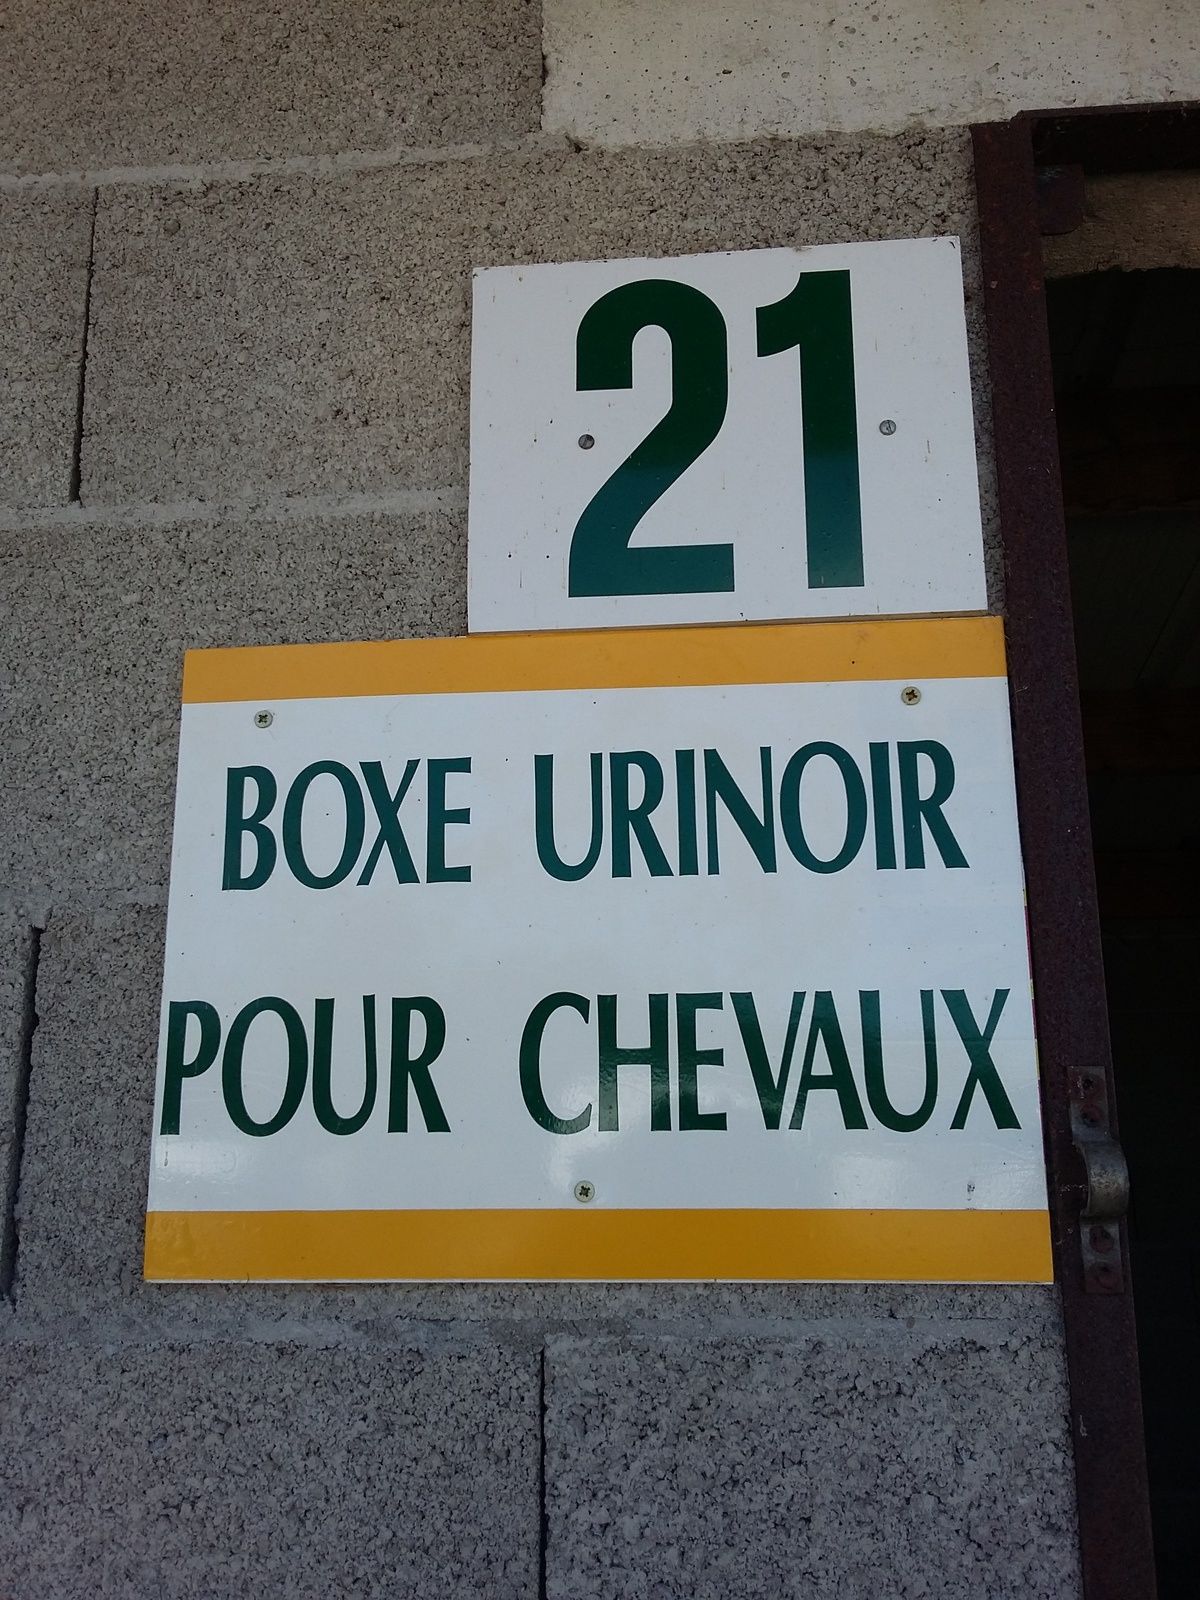 21
BOXE URINOIR
POUR CHEVAUX